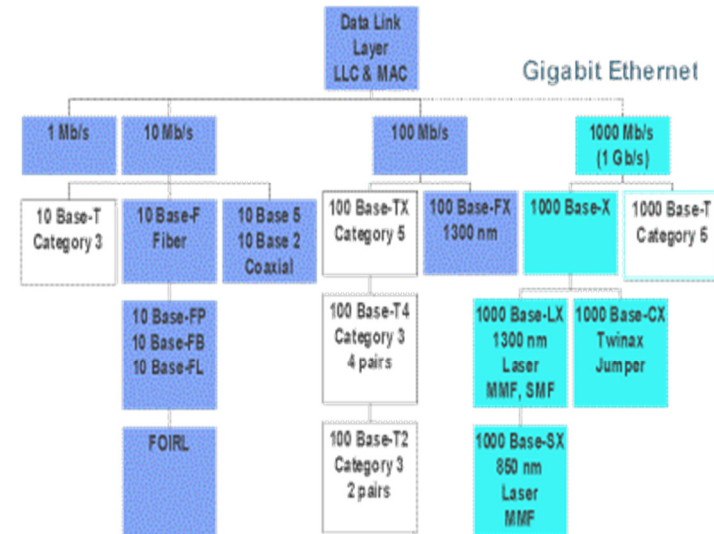 Data Link
Layer
LLC & MAC
Gigabit Ethernet
1 Mb/s
10 Mb/s
100 Mb/s
1000 Mb/s
(1 Gb/s)
10 Base-T
Category 3
10 Base-F
Fiber
10 Base 5
10 Base 2
Coaxial
100 Base-TX
Category 5
100 Base-FX
1300 nm
1000 Base-X
1000 Base-T
Category 5
10 Base-FP
10 Base-FB
10 Base-FL
100 Base-T4
Category 3
4 pairs
1000 Base-LX
1300 nm
Laser
MMF, SMF
1000 Base-CX
Twinax
Jumper
FOIRL
100 Base-T2
Category 3
2 pairs
1000 Base-SX
850 nm
Laser
MMF